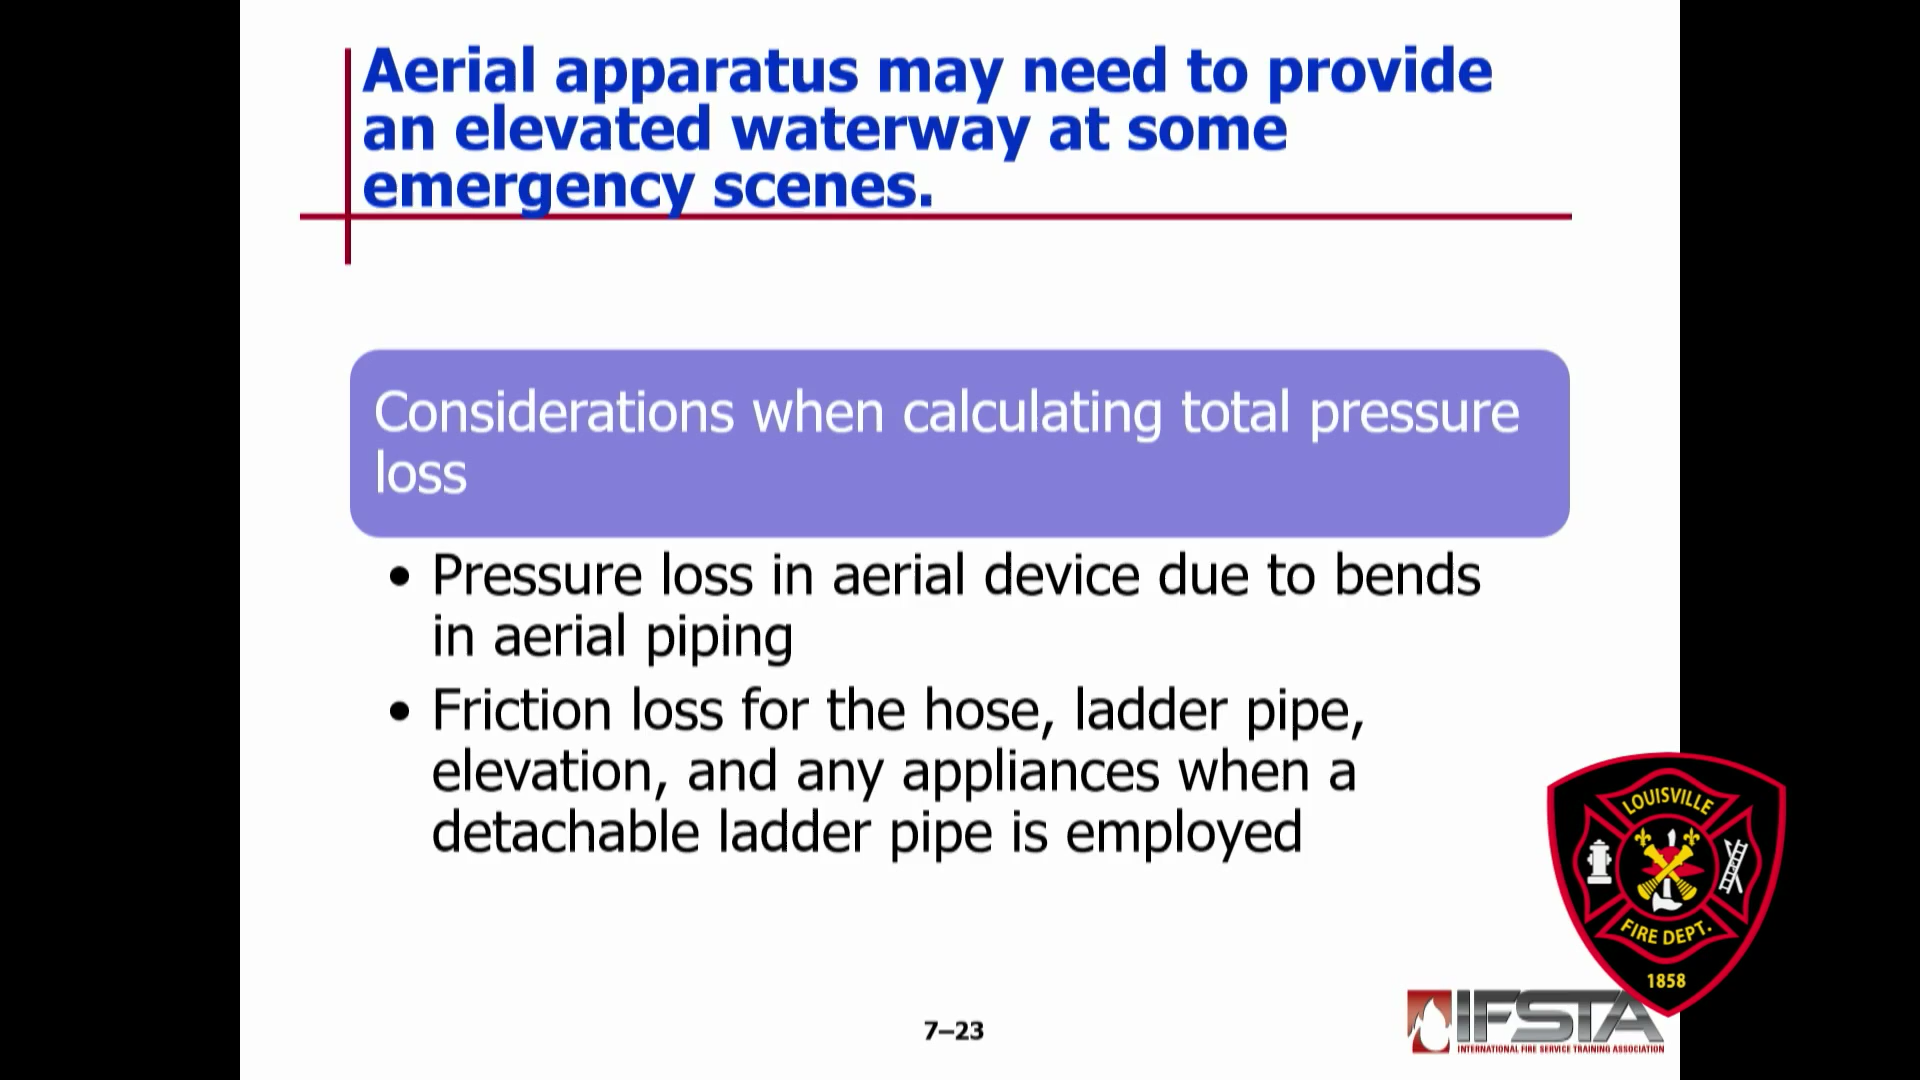 Aerial apparatus may need to provide
an elevated waterway at some
emergency scenes.
Considerations when calculating total pressure
loss
• Pressure loss in aerial device due to bends
in aerial piping
• Friction loss for the hose, ladder pipe,
elevation, and any appliances when a
detachable ladder pipe is employed
LOUISVILLE
FIRE DEPT.
1858
7–23
IFSTA
INTERNATIONAL FIRE SERVICE TRAINING ASSOCIATION